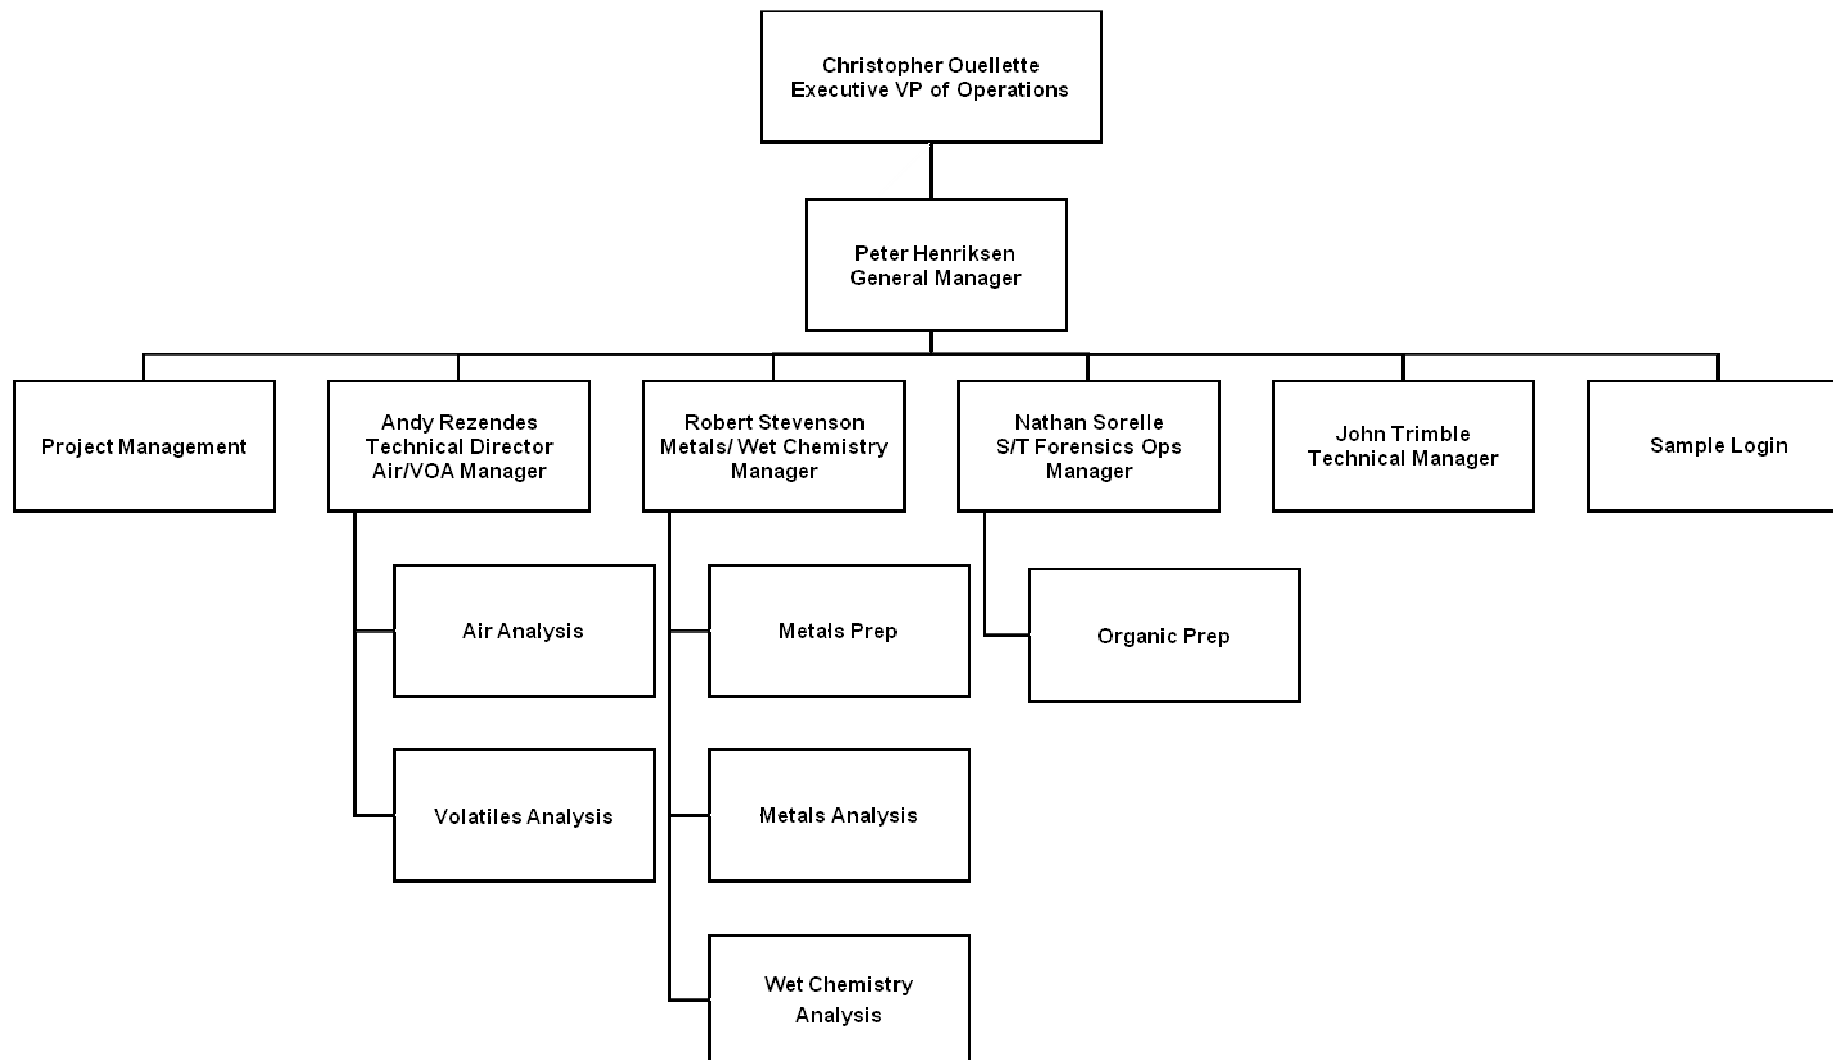 Christopher Ouellette
Executive VP of Operations
Peter Henriksen
General Manager
Project Management
Andy Rezendes
Technical Director
Air/VOA Manager
Robert Stevenson
Metals/ Wet Chemistry
Manager
Nathan Sorelle
S/T Forensics Ops
Manager
John Trimble
Technical Manager
Sample Login
Air Analysis
Metals Prep
Organic Prep
Volatiles Analysis
Metals Analysis
Wet Chemistry
Analysis